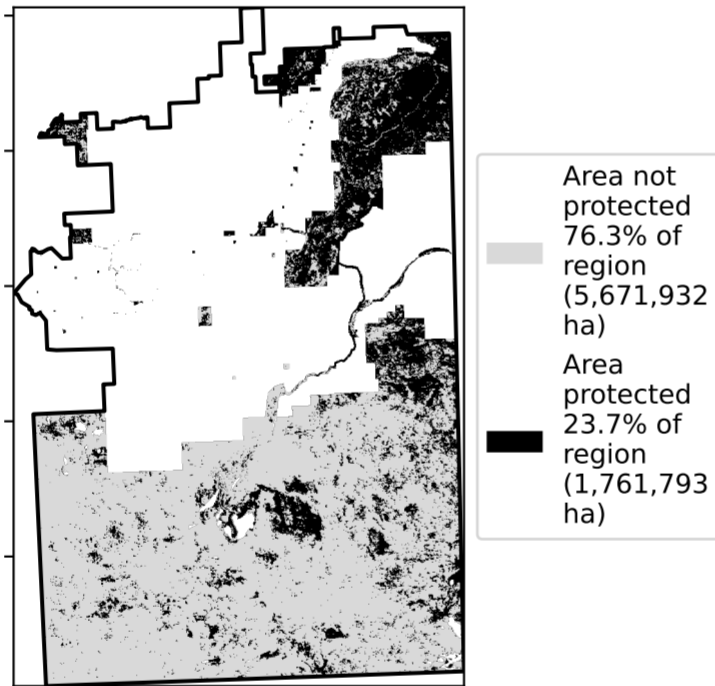 Area not
protected
76.3% of
region
(5,671,932
ha)
Area
protected
23.7% of
region
(1,761,793
ha)